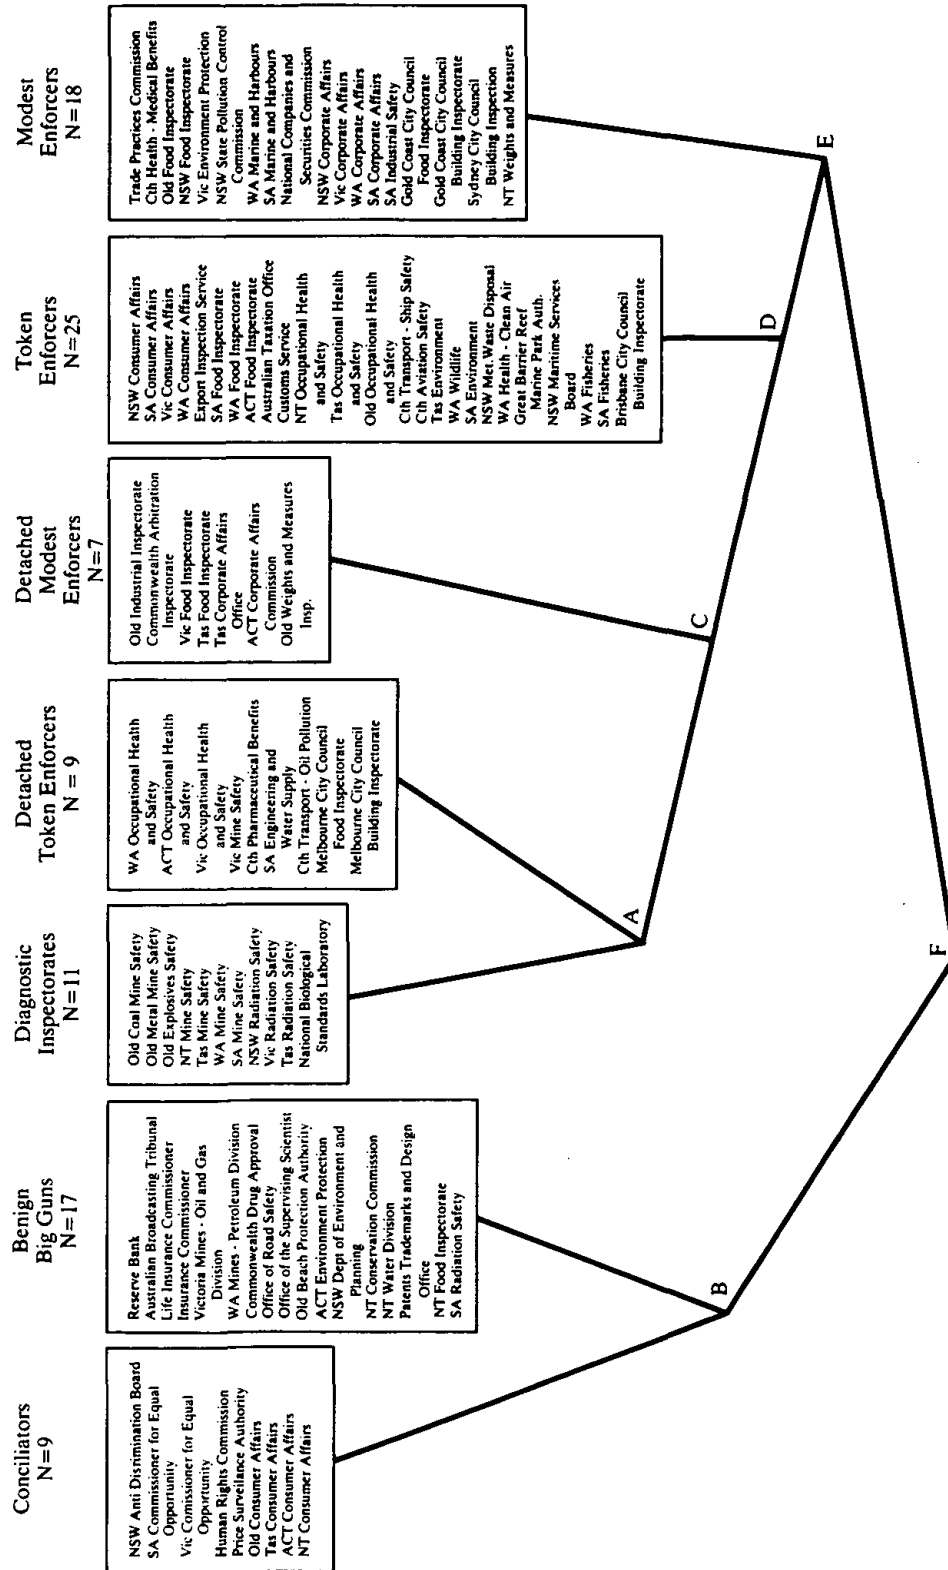 Conciliators
N=9
NSW Anti Disrimination Board
SA Commissioner for Equal
Opportunity
Vic Comissioner for Equal
Opportunity
Human Rights Commission
Price Surveilance Authority
Old Consumer Affairs
Tas Consumer Affairs
ACT Consumer Affairs
NT Consumer Affairs
Benign
Big Guns
N=17
Reserve Bank
Australian Broadcasting Tribunal
Life Insurance Commissioner
Insurance Commissioner
Victoria Mines - Oil and Gas
Division
WA Mines - Petroleum Division
Commonwealth Drug Approval
Office of Road Safety
Office of the Supervising Scientist
Old Beach Protection Authority
ACT Environment Protection
NSW Dept of Environment and
Planning
NT Conservation Commission
NT Water Division
Patents Trademarks and Design
Office
NT Food Inspectorate
SA Radiation Safety
Diagnostic
Inspectorates
N=11
Old Coal Mine Safety
Old Metal Mine Safety
Old Explosives Safety
NT Mine Safety
Tas Mine Safety
WA Mine Safety
SA Mine Safety
NSW Radiation Safety
Vic Radiation Safety
Tas Radiation Safety
National Biological
Standards Laboratory
Detached
Token Enforcers
N = 9
WA Occupational Health
and Safety
ACT Occupational Health
and Safety
Vic Occupational Health
and Safety
Vic Mine Safety
Cth Pharmaceutical Benefits
SA Engineering and
Water Supply
Cth Transport - Oil Pollution
Melbourne City Council
Food Inspectorate
Melbourne City Council
Building Inspectorate
Detached
Modest
Enforcers
N=7
Old Industrial Inspectorate
Commonwealth Arbitration
Inspectorate
Vic Food Inspectorate
Tas Food Inspectorate
Tas Corporate Affairs
Office
ACT Corporate Affairs
Commission
Old Weights and Measures
Insp.
Token
Enforcers
N=25
NSW Consumer Affairs
SA Consumer Affairs
Vic Consumer Affairs
WA Consumer Affairs
Export Inspection Service
SA Food Inspectorate
WA Food Inspectorate
ACT Food Inspectorate
Australian Taxation Office
Customs Service
NT Occupational Health
and Safety
Tas Occupational Health
and Safety
Old Occupational Health
and Safety
Cth Transport - Ship Safety
Cth Aviation Safety
Tas Environment
WA Wildlife
SA Environment
NSW Met. Waste Disposal
WA Health - Clean Air
Great Barrier Reef
Marine Park Auth.
NSW Maritime Services
Board
WA Fisheries
SA Fisheries
Brisbane City Council
Building Inspectorate
Modest
Enforcers
N=18
Trade Practices Commission
Cth Health - Medical Benefits
Old Food Inspectorate
NSW Food Inspectorate
Vic Environment Protection
NSW State Pollution Control
Commission
WA Marine and Harbours
SA Marine and Harbours
National Companies and
Securities Commission
NSW Corporate Affairs
Vic Corporate Affairs
WA Corporate Affairs
SA Corporate Affairs
SA Industrial Safety
Gold Coast City Council
Food Inspectorate
Gold Coast City Council
Building Inspectorate
Sydney City Council
Building Inspection
NT Weights and Measures
A
B
C
D
E
F